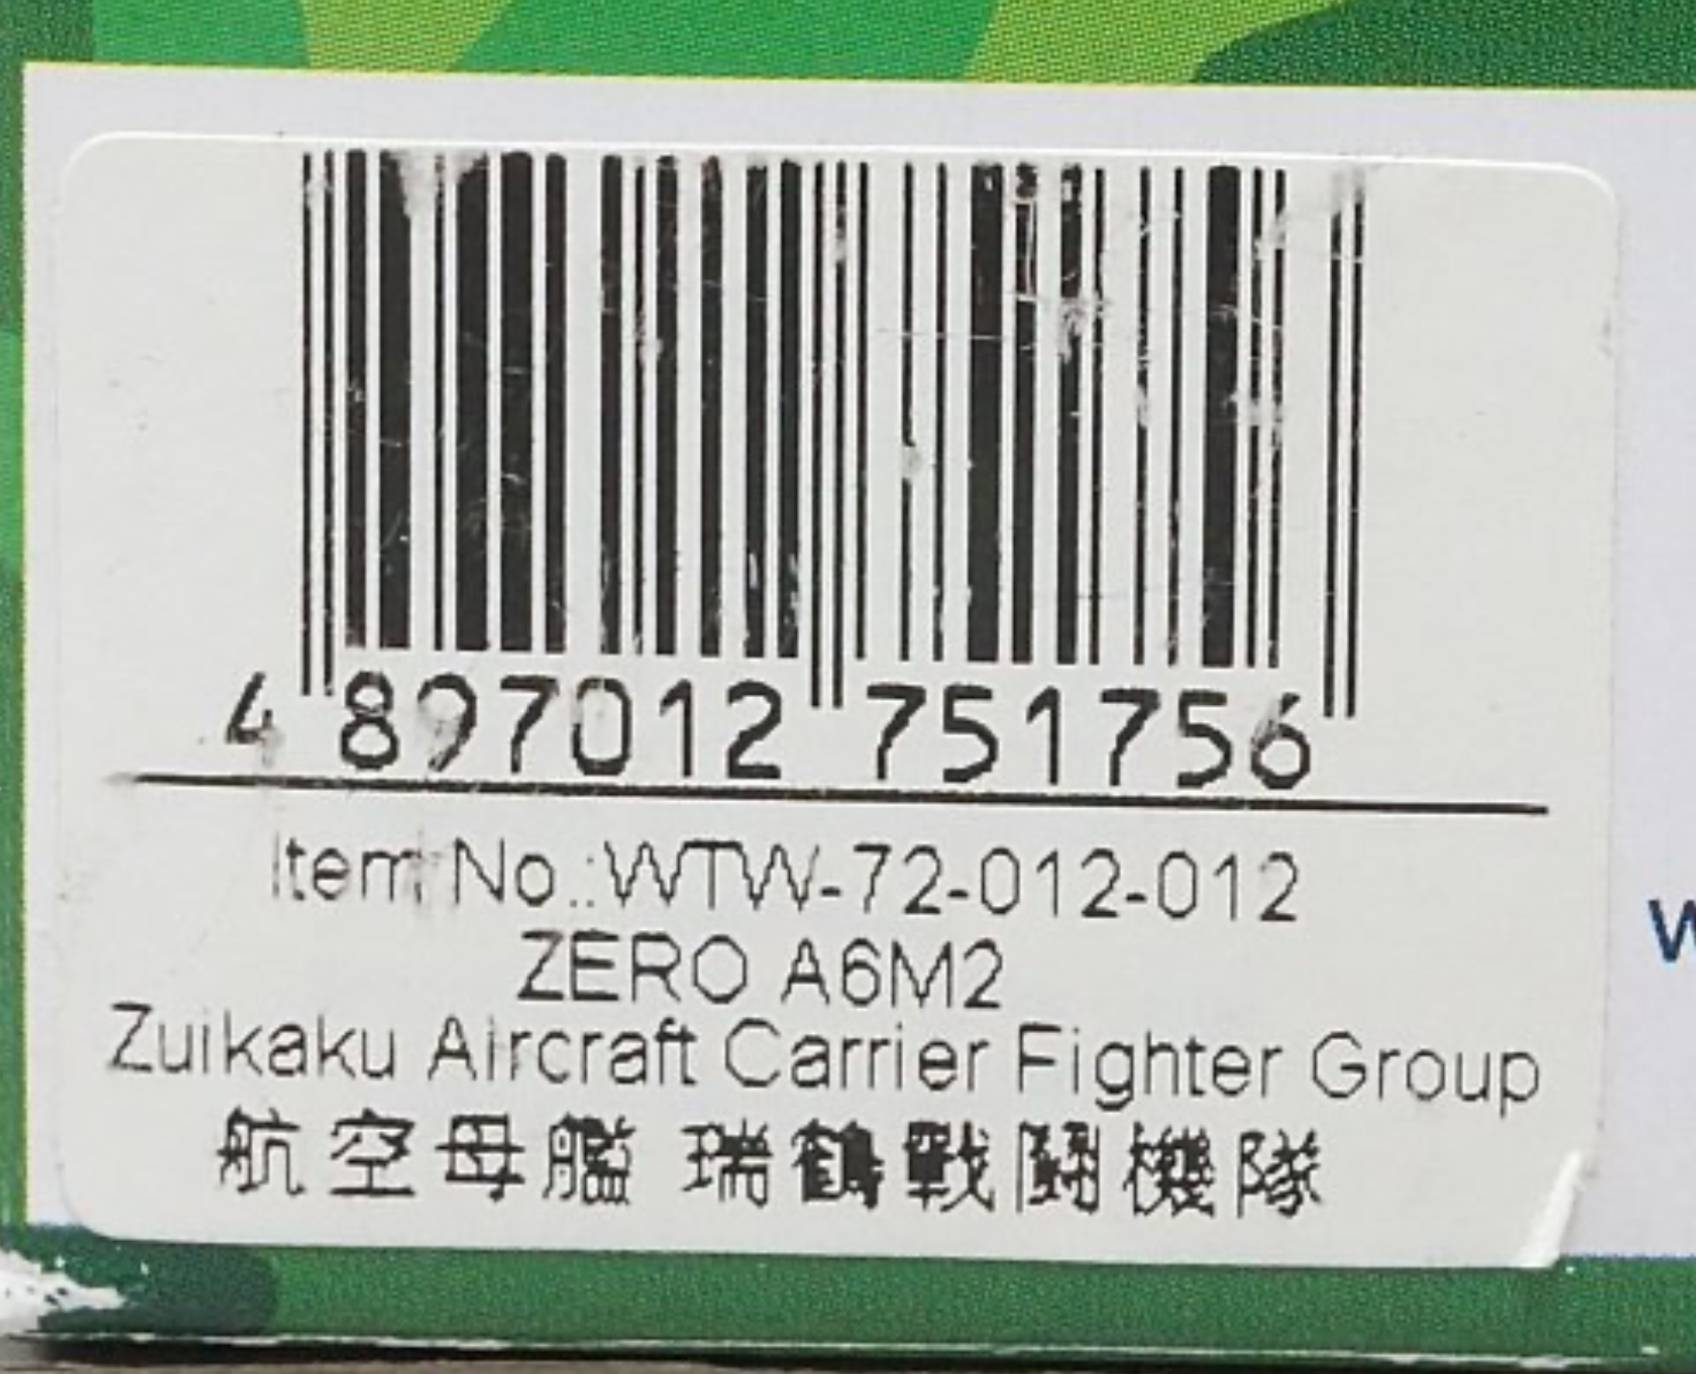 4 897012 751756
Item No.:WTW-72-012-012
ZERO A6M2
Zuikaku Aircraft Carrier Fighter Group
航空母艦 瑞鶴戰鬪機隊
W